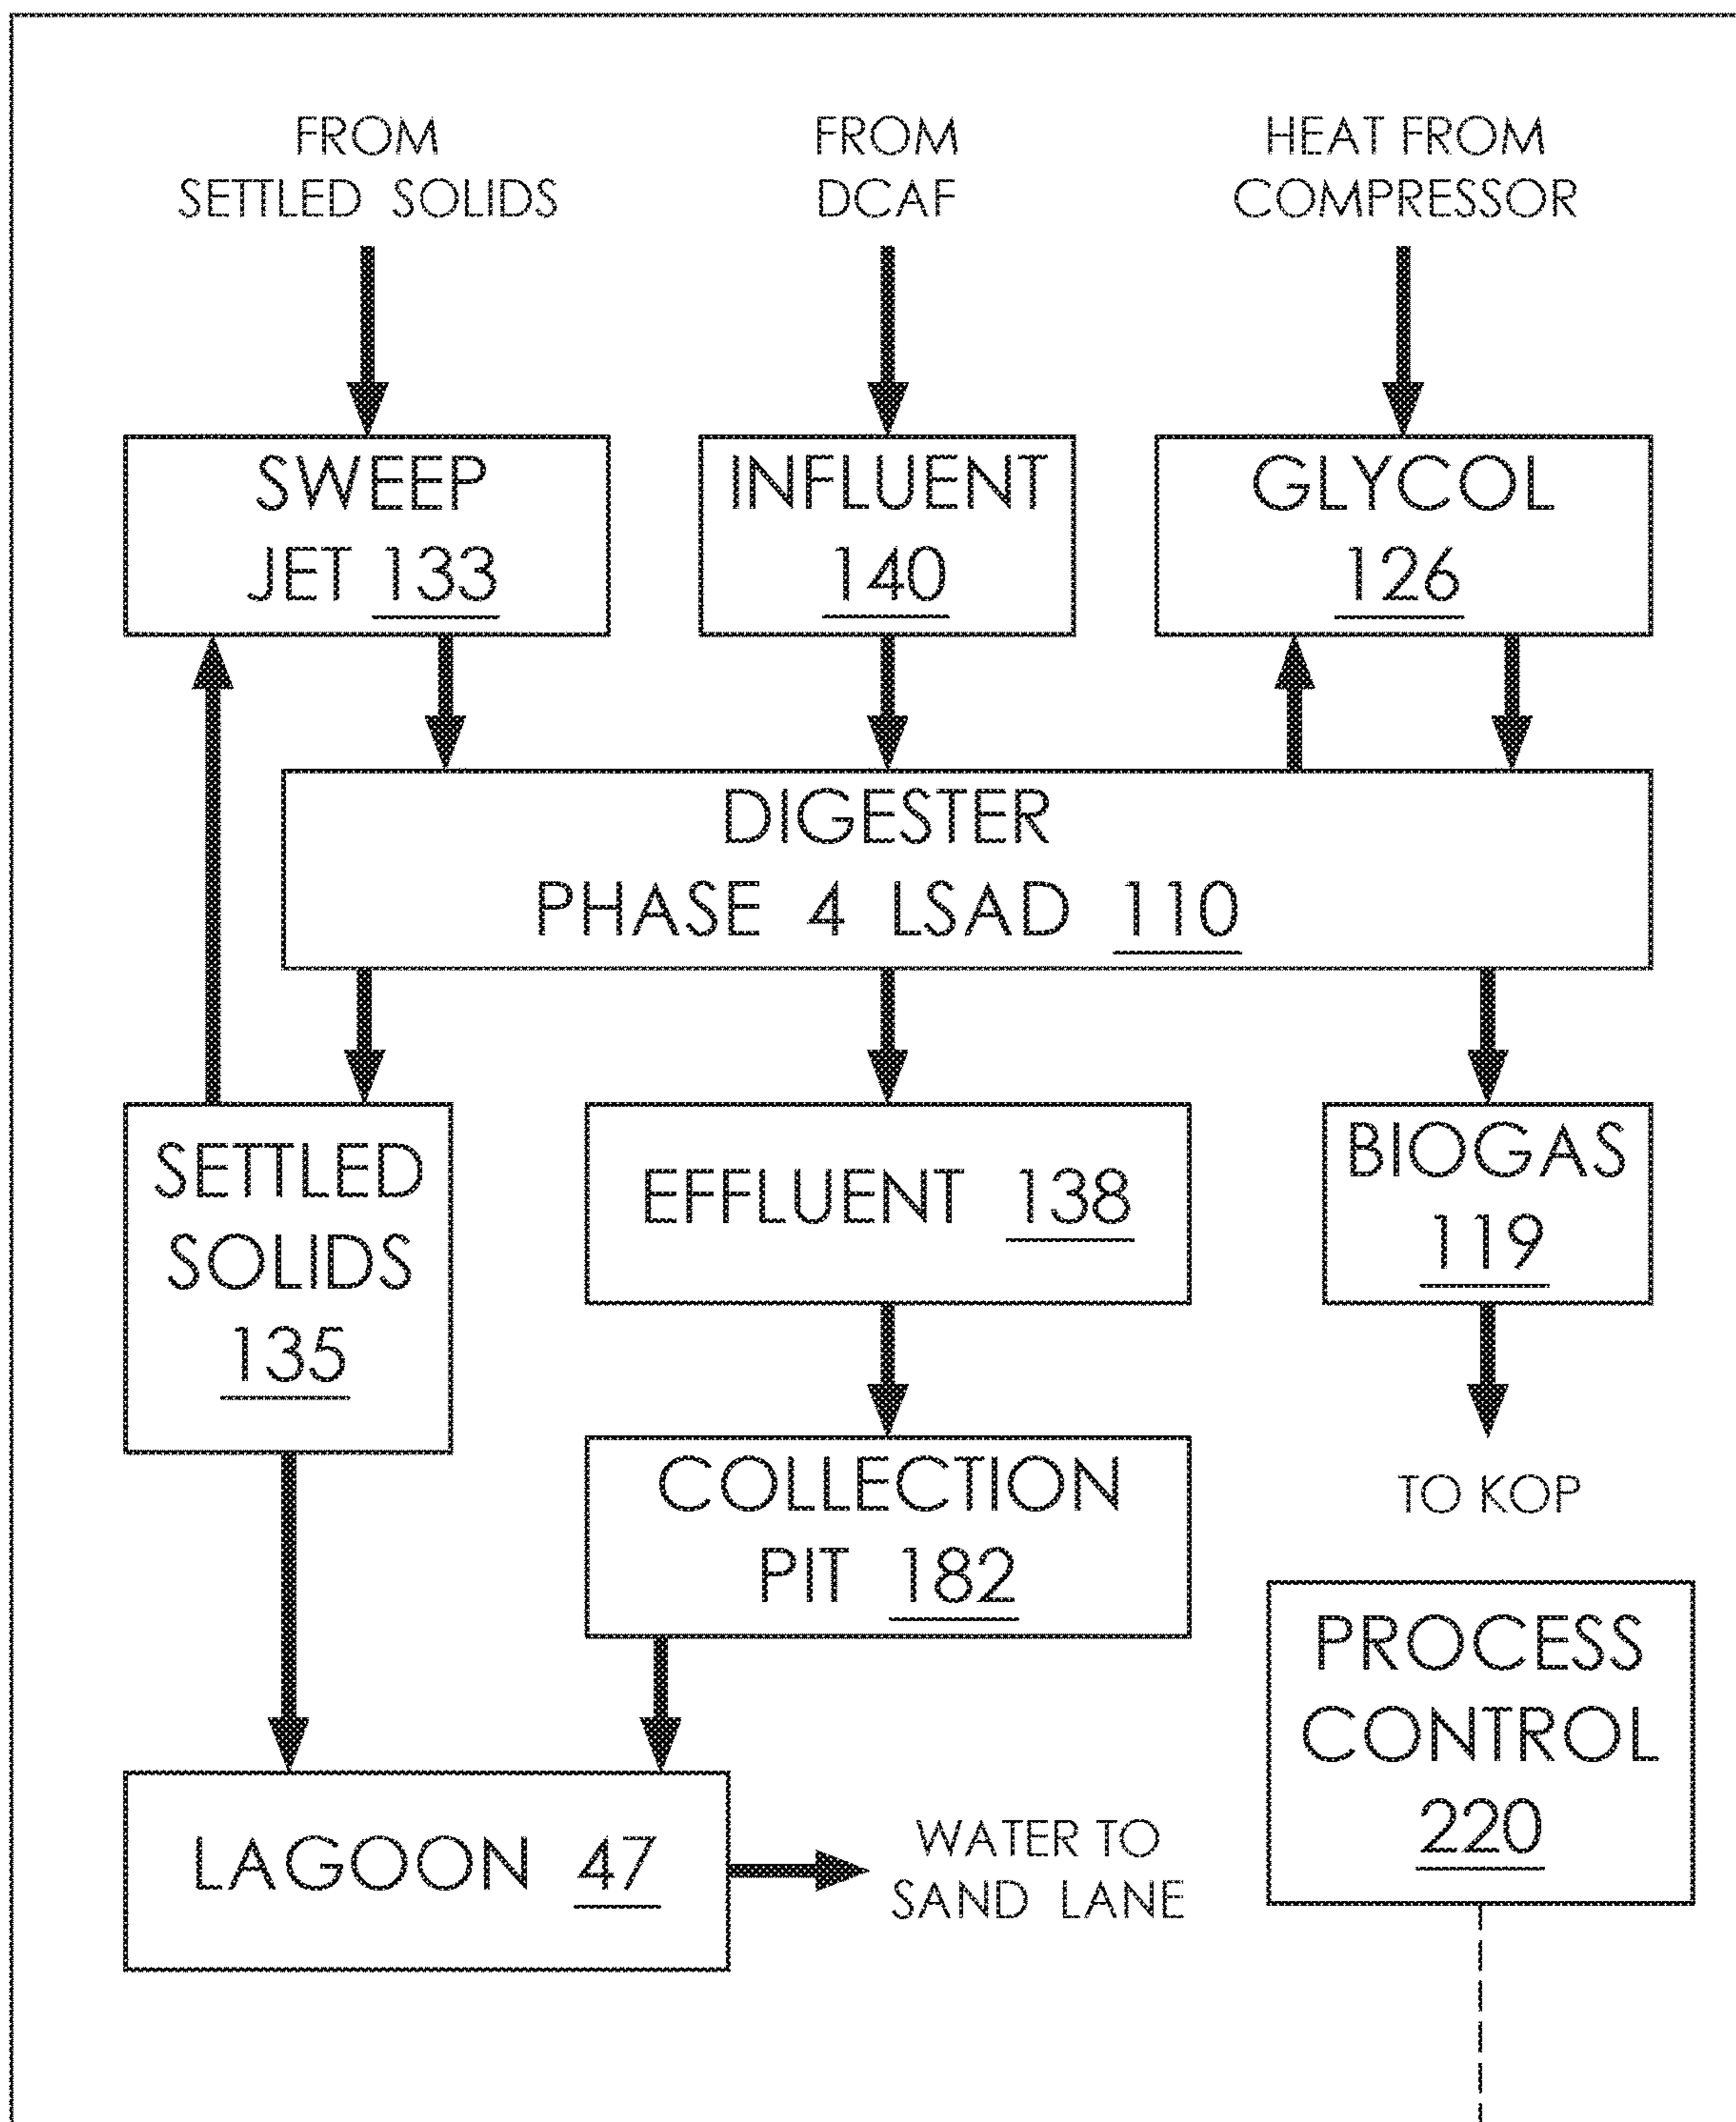 FROM
SETTLED SOLIDS
FROM
DCAF
HEAT FROM
COMPRESSOR
SWEEP
JET 133
INFLUENT
140
GLYCOL
126
DIGESTER
PHASE 4 LSAD 110
SETTLED
SOLIDS
135
EFFLUENT 138
BIOGAS
119
COLLECTION
PIT 182
TO KOP
PROCESS
CONTROL
220
LAGOON 47
WATER TO
SAND LANE